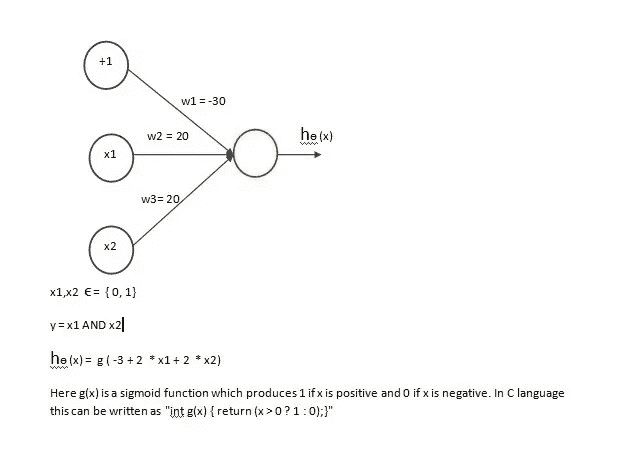 +1
w1 = -30
w2 = 20
hɵ (x)
x1
w3= 20
x2
x1,x2 ϵ= {0,1}
y = x1 AND x2
hɵ (x) = g ( -3 + 2 * x1 + 2 * x2)
Here g(x) is a sigmoid function which produces 1 if x is positive and 0 if x is negative. In C language
this can be written as "int g(x) { return (x > 0 ? 1 : 0);}"